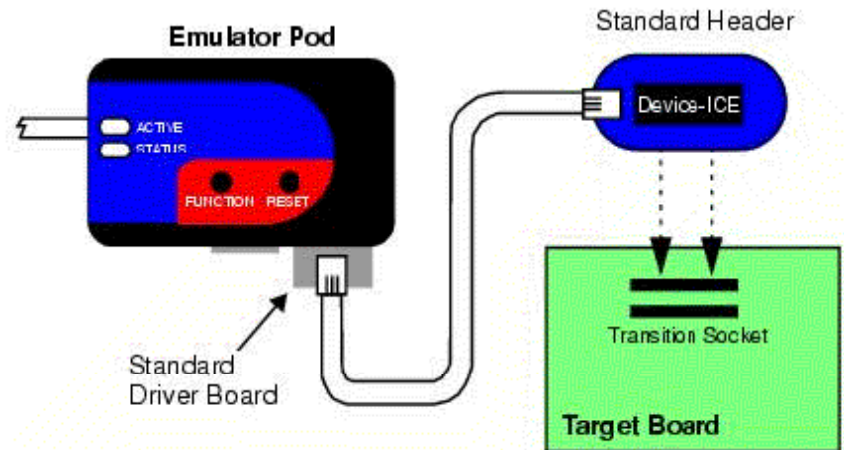 Emulator Pod
Standard Header
ACTIVE
STATUS
Device-ICE
FUNCTION RESET
Transition Socket
Standard
Driver Board
Target Board